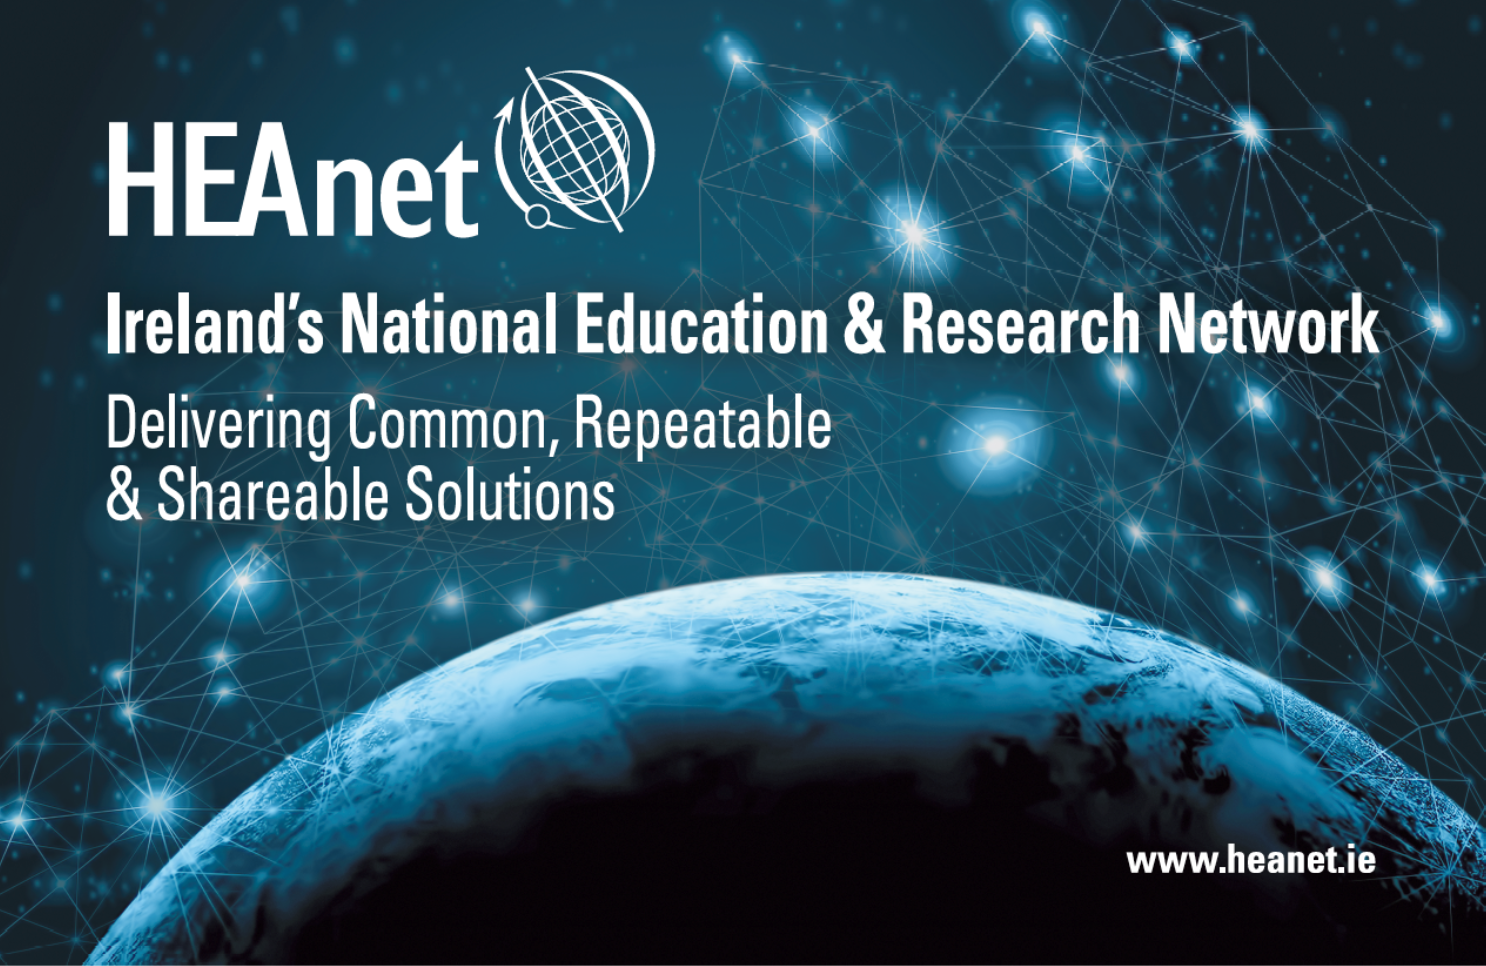 HEAnet
Ireland’s National Education & Research Network
Delivering Common, Repeatable
& Shareable Solutions
www.heanet.ie